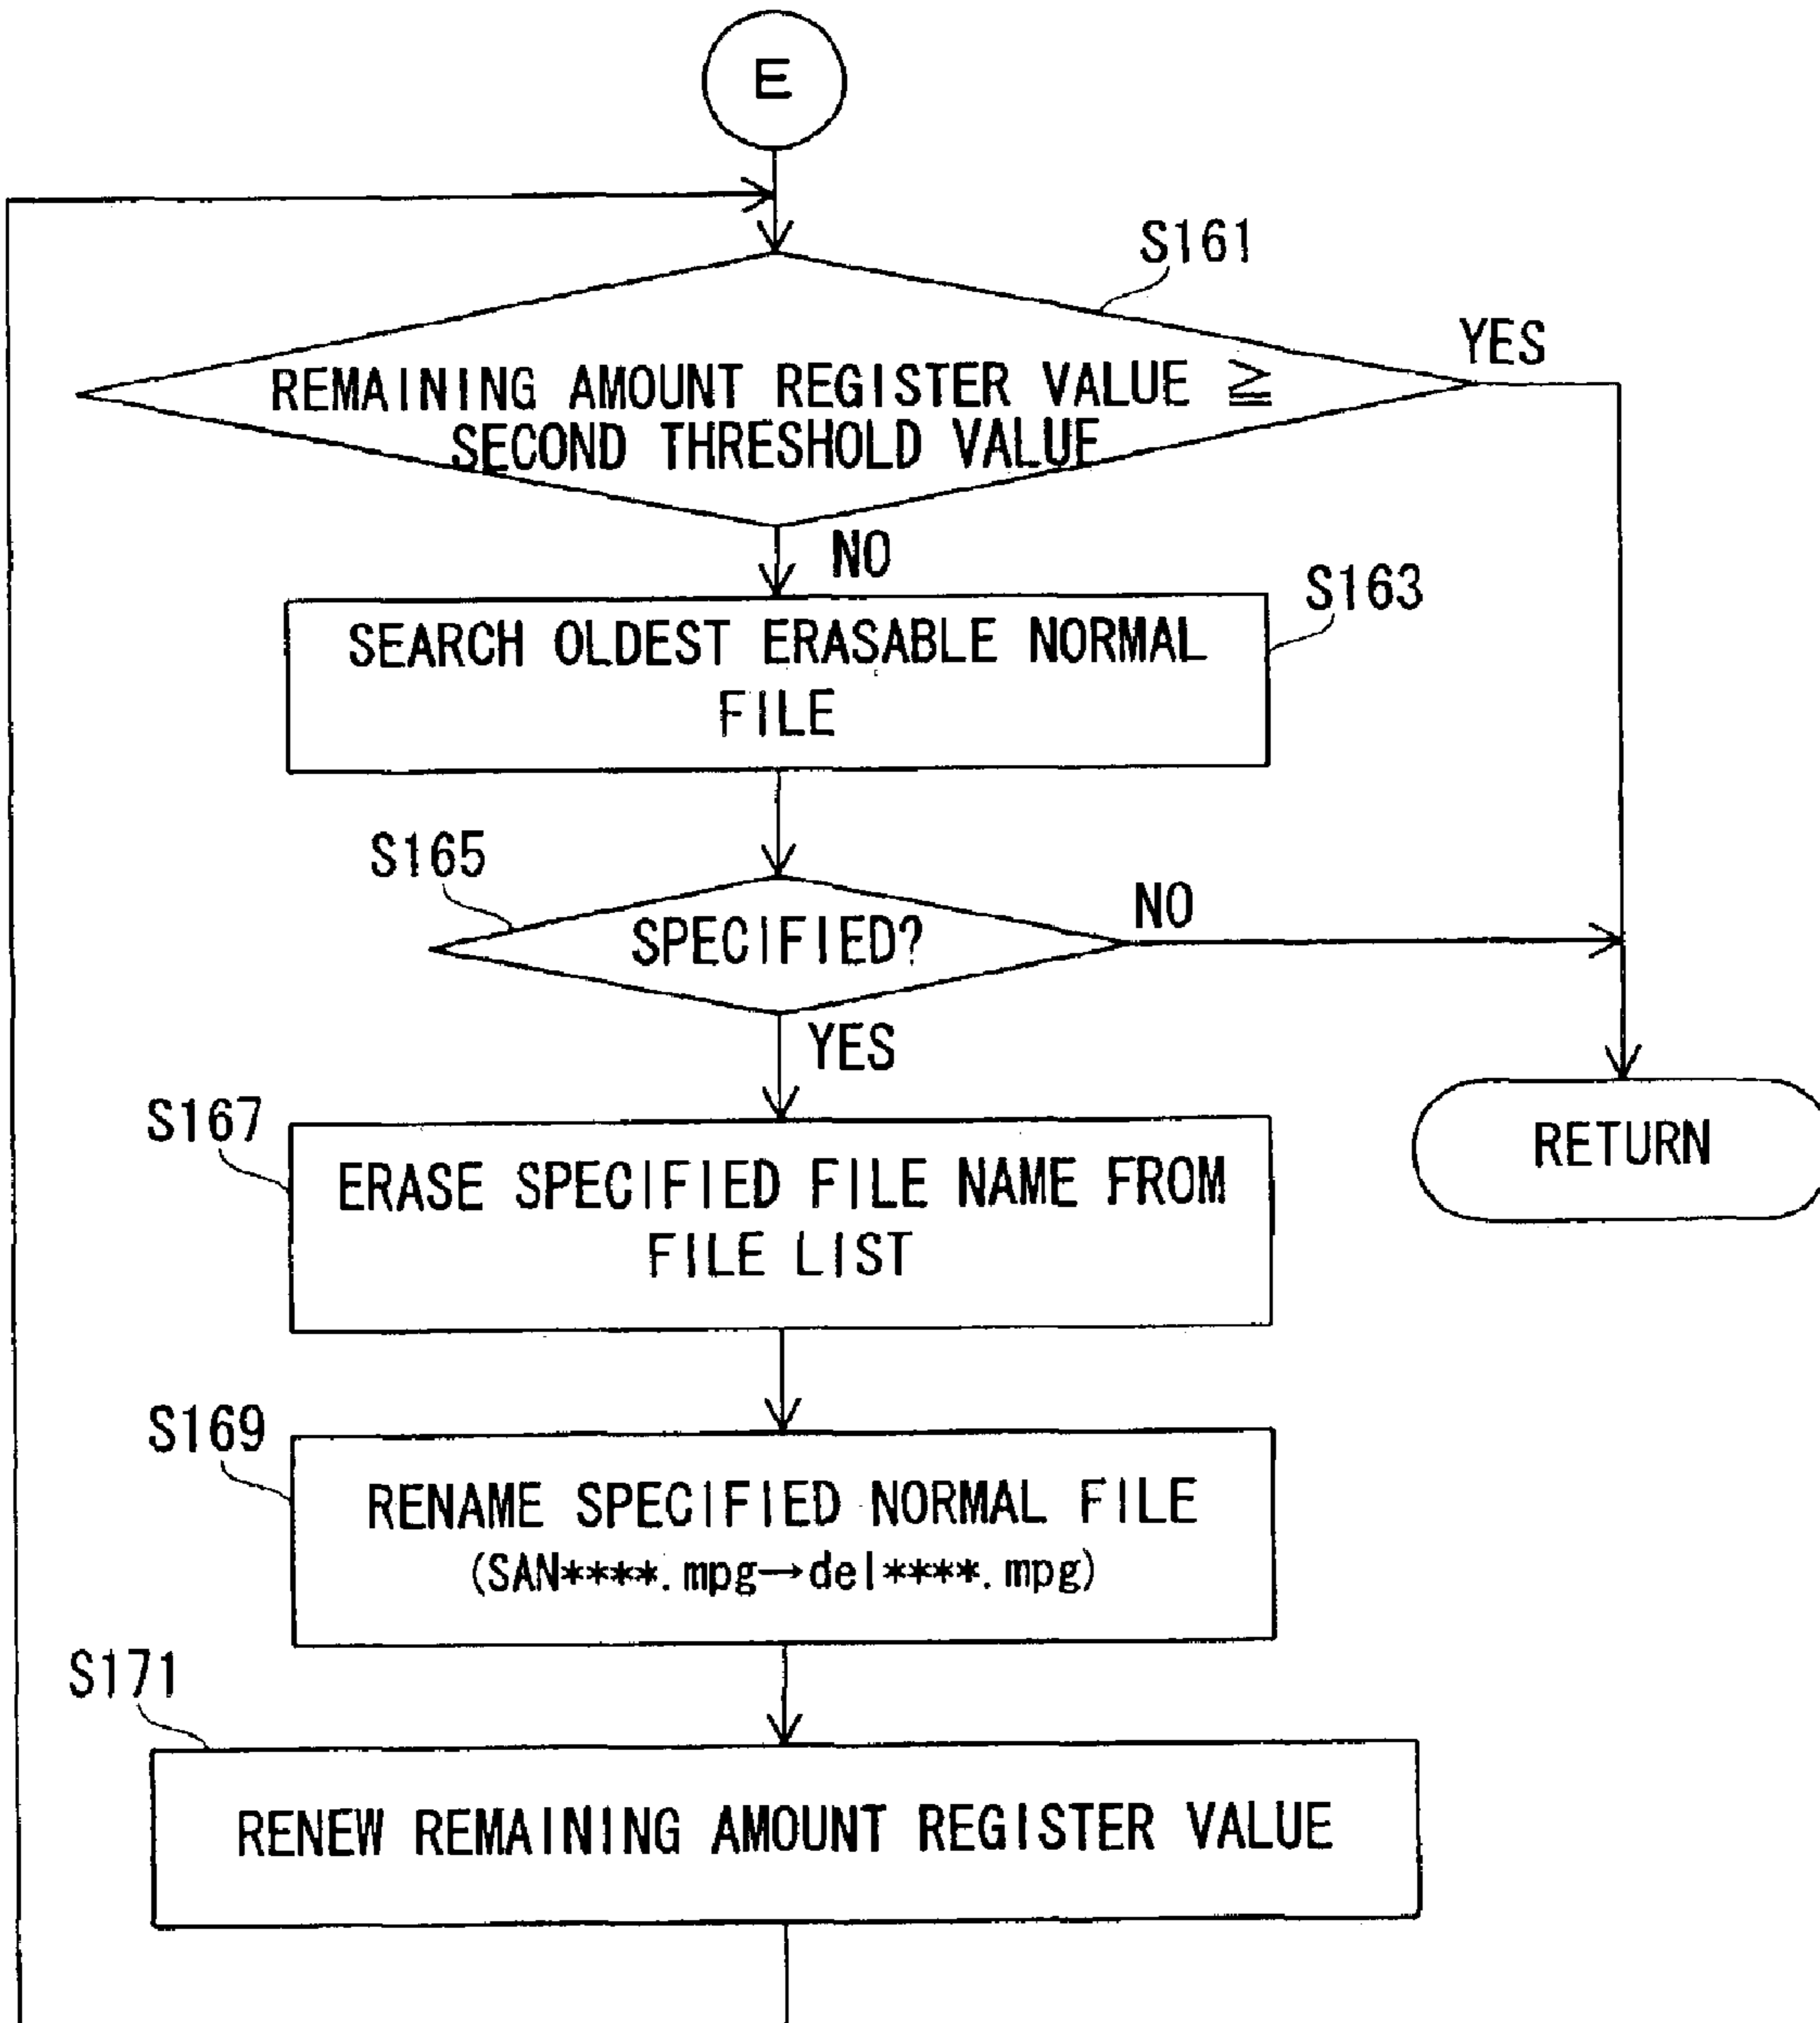 E
S161
YES
REMAINING AMOUNT REGISTER VALUE ≧
SECOND THRESHOLD VALUE
NO
S163
SEARCH OLDEST ERASABLE NORMAL
FILE
S165
NO
SPECIFIED?
YES
S167
ERASE SPECIFIED FILE NAME FROM
FILE LIST
RETURN
S169
RENAME SPECIFIED NORMAL FILE
(SAN****.mpg→del****.mpg)
S171
RENEW REMAINING AMOUNT REGISTER VALUE